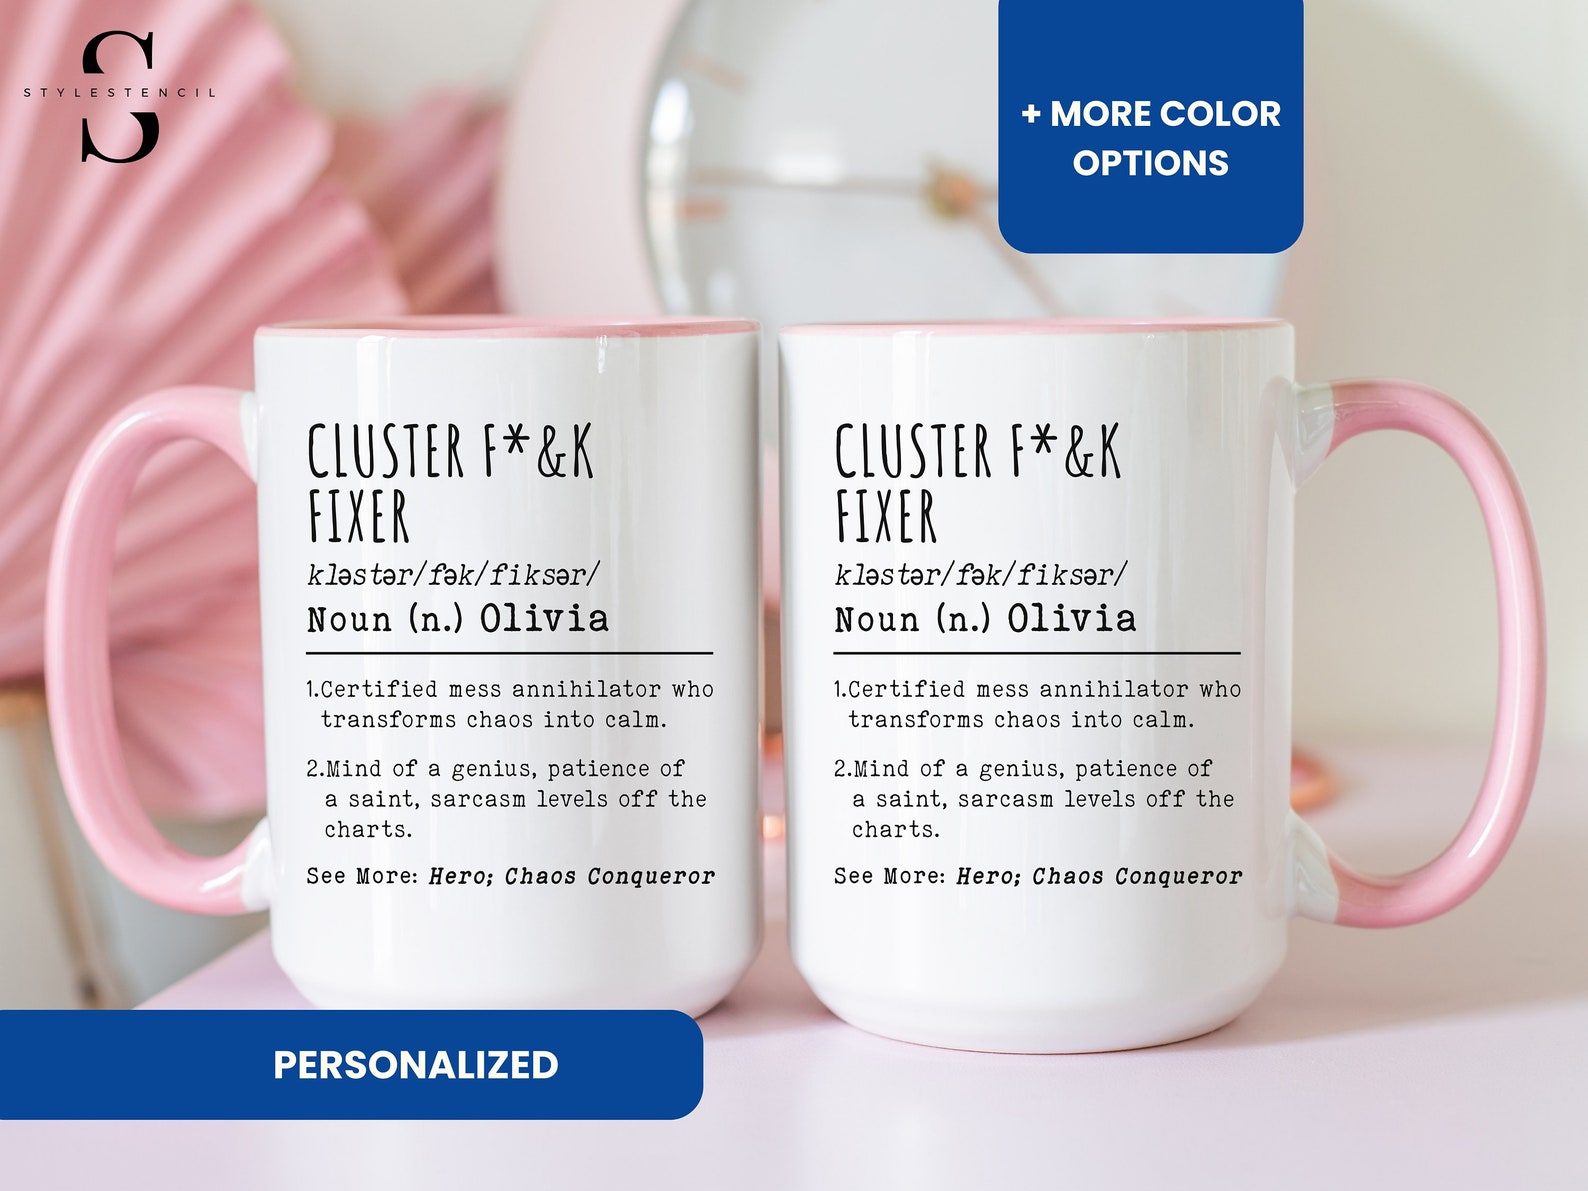 STYLESTENCIL
+ MORE COLOR
OPTIONS
CLUSTER F*&K
FIXER
kləstər/fək/fiksər/
Noun (n.) Olivia
1.Certified mess annihilator who
transforms chaos into calm.
2.Mind of a genius, patience of
a saint, sarcasm levels off the
charts.
See More: Hero; Chaos Conqueror
CLUSTER F*&K
FIXER
kləstər/fək/fiksər/
Noun (n.) Olivia
1.Certified mess annihilator who
transforms chaos into calm.
2.Mind of a genius, patience of
a saint, sarcasm levels off the
charts.
See More: Hero; Chaos Conqueror
PERSONALIZED